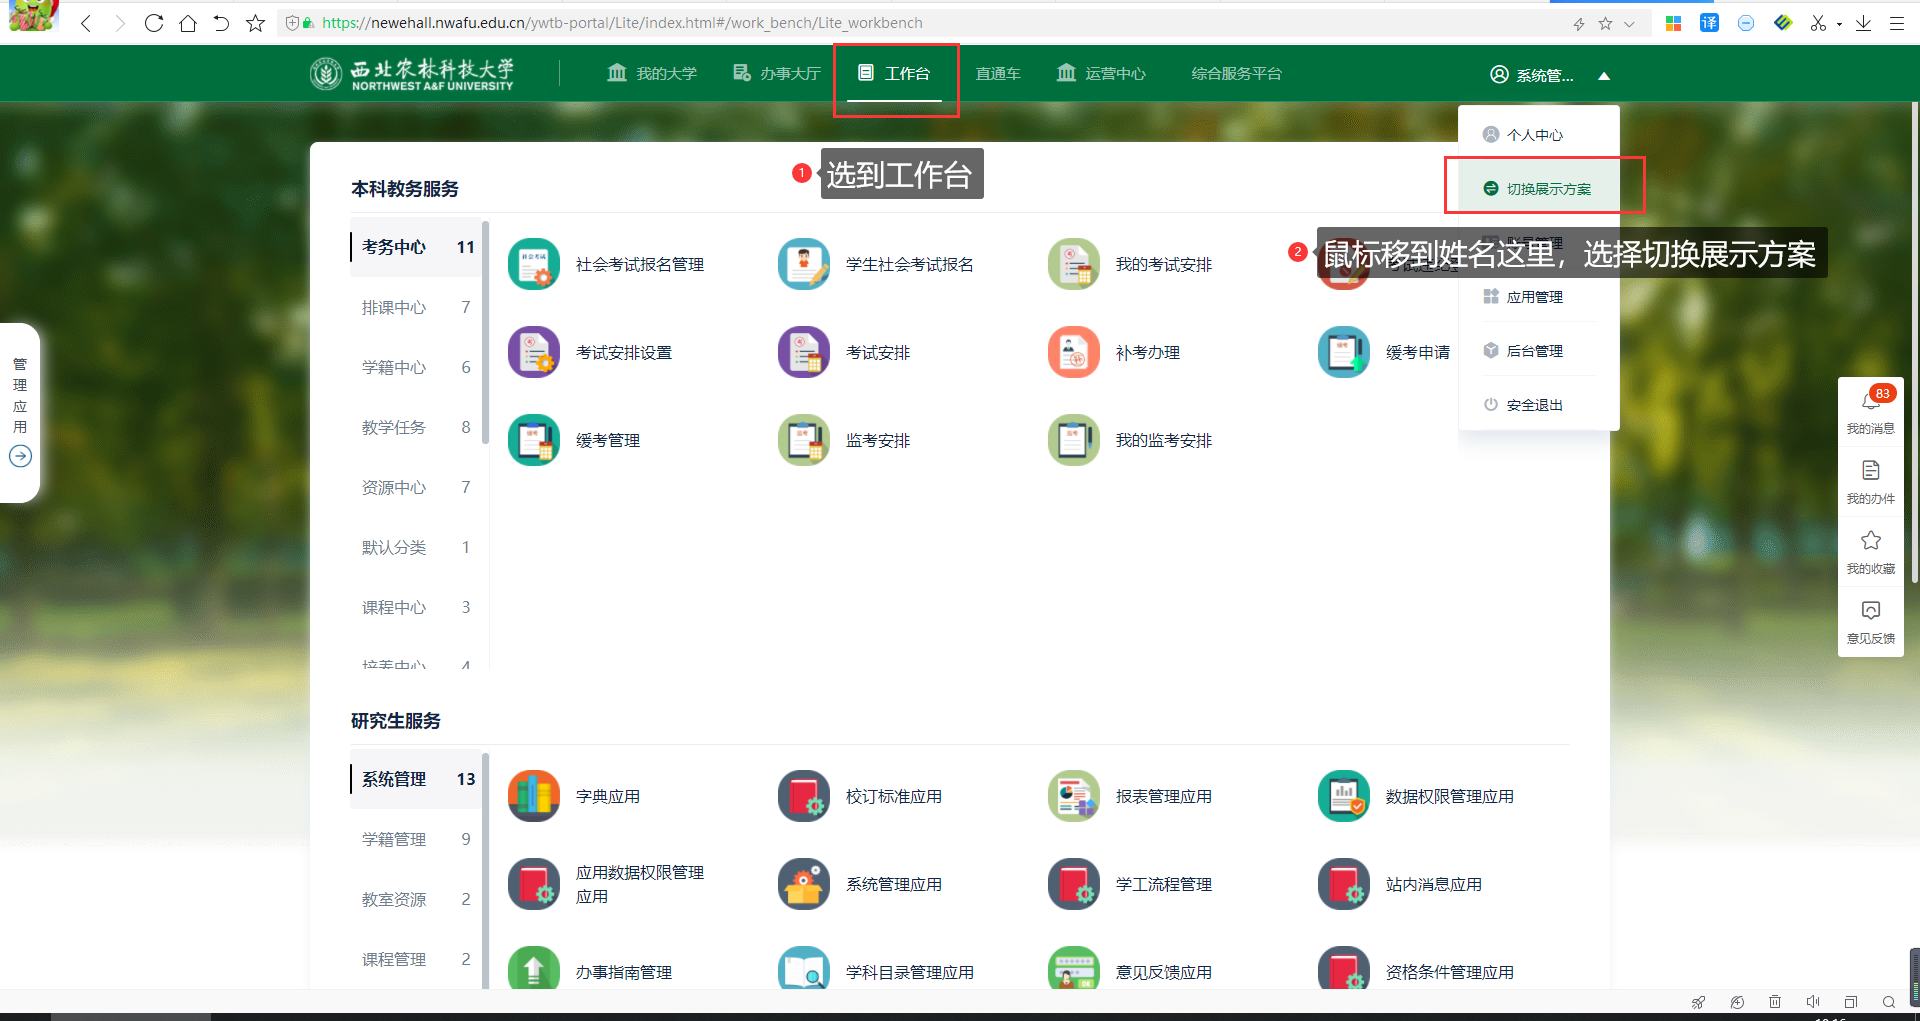 https://newehall.nwafu.edu.cn/ywtb-portal/Lite/index.html#/work_bench/Lite_workbench
译
西北农林科技大学
NORTHWEST A&F UNIVERSITY
我的大学
办事大厅
工作台
直通车
运营中心
综合服务平台
系统管...
个人中心
切换展示方案
账号管理
应用管理
后台管理
安全退出
1
选到工作台
2
鼠标移到姓名这里，选择切换展示方案
管理应用
本科教务服务
考务中心 11
排课中心 7
学籍中心 6
教学任务 8
资源中心 7
默认分类 1
课程中心 3
培养中心 4
社会考试报名管理
学生社会考试报名
我的考试安排
考试安排设置
考试安排
补考办理
缓考申请
缓考管理
监考安排
我的监考安排
83
我的消息
我的办件
我的收藏
意见反馈
研究生服务
系统管理 13
学籍管理 9
教室资源 2
课程管理 2
字典应用
校订标准应用
报表管理应用
数据权限管理应用
应用数据权限管理
应用
系统管理应用
学工流程管理
站内消息应用
办事指南管理
学科目录管理应用
意见反馈应用
资格条件管理应用